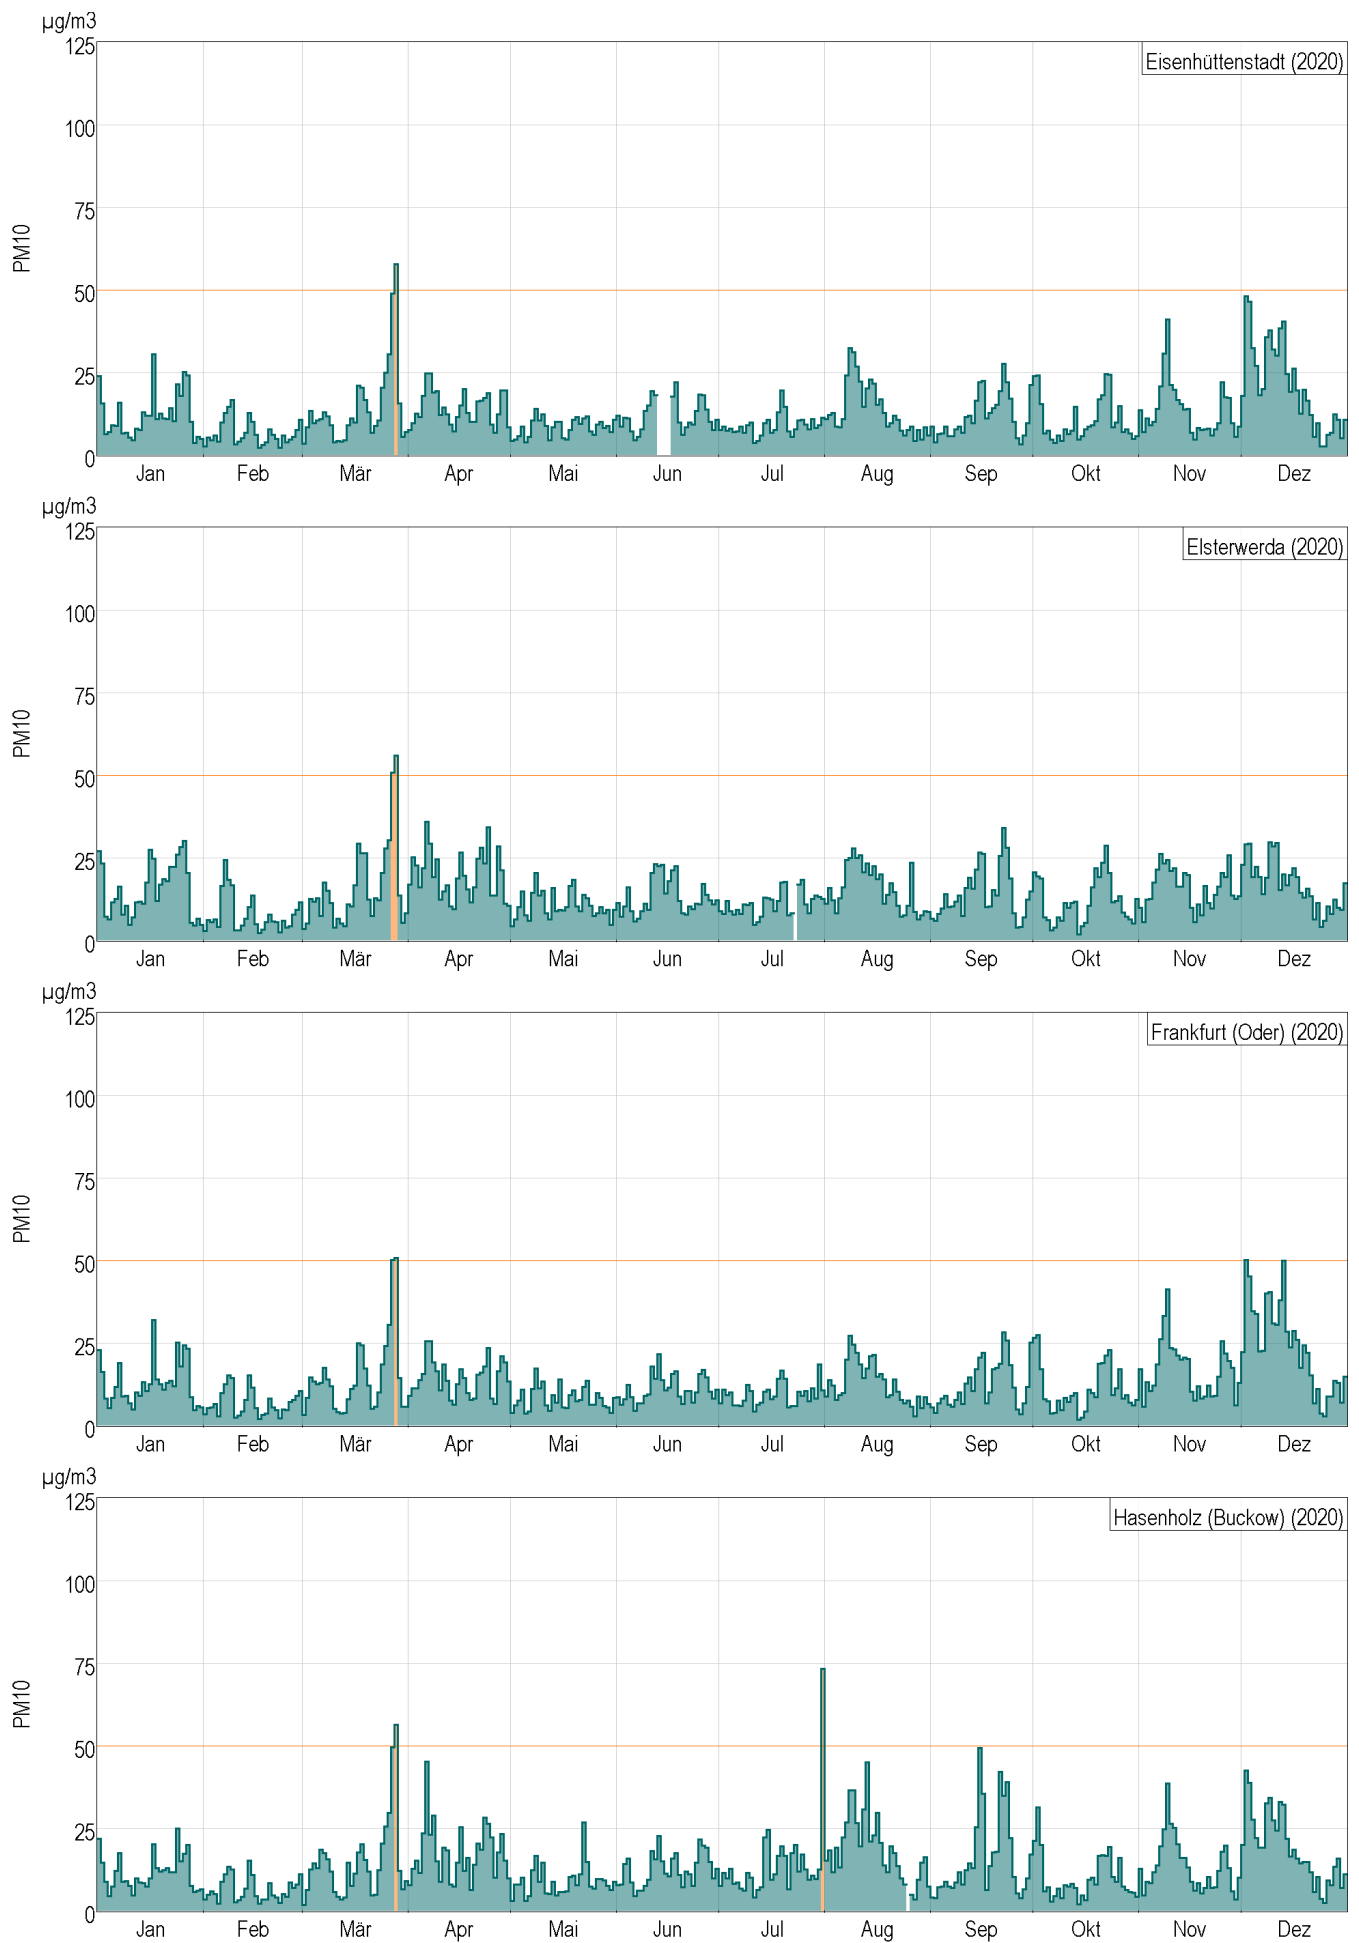 µg/m3
125
Eisenhüttenstadt (2020)
100
75
PM10
50
25
0
Jan Feb Mär Apr Mai Jun Jul Aug Sep Okt Nov Dez
µg/m3
125
Elsterwerda (2020)
100
75
PM10
50
25
0
Jan Feb Mär Apr Mai Jun Jul Aug Sep Okt Nov Dez
µg/m3
125
Frankfurt (Oder) (2020)
100
75
PM10
50
25
0
Jan Feb Mär Apr Mai Jun Jul Aug Sep Okt Nov Dez
µg/m3
125
Hasenholz (Buckow) (2020)
100
75
PM10
50
25
0
Jan Feb Mär Apr Mai Jun Jul Aug Sep Okt Nov Dez